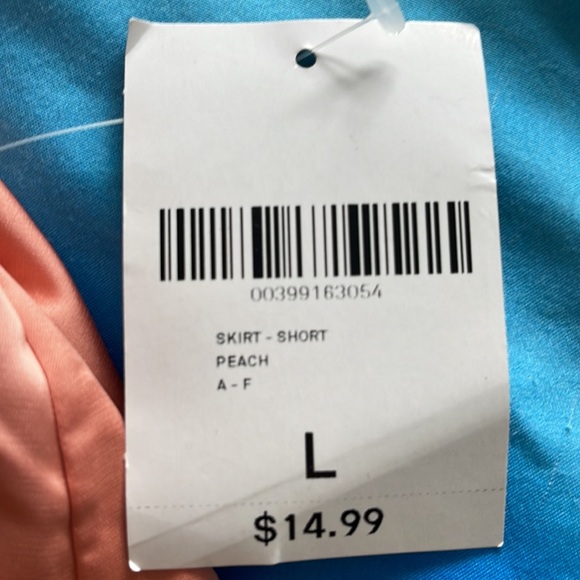 00399163054
SKIRT - SHORT
PEACH
A - F
L
$14.99